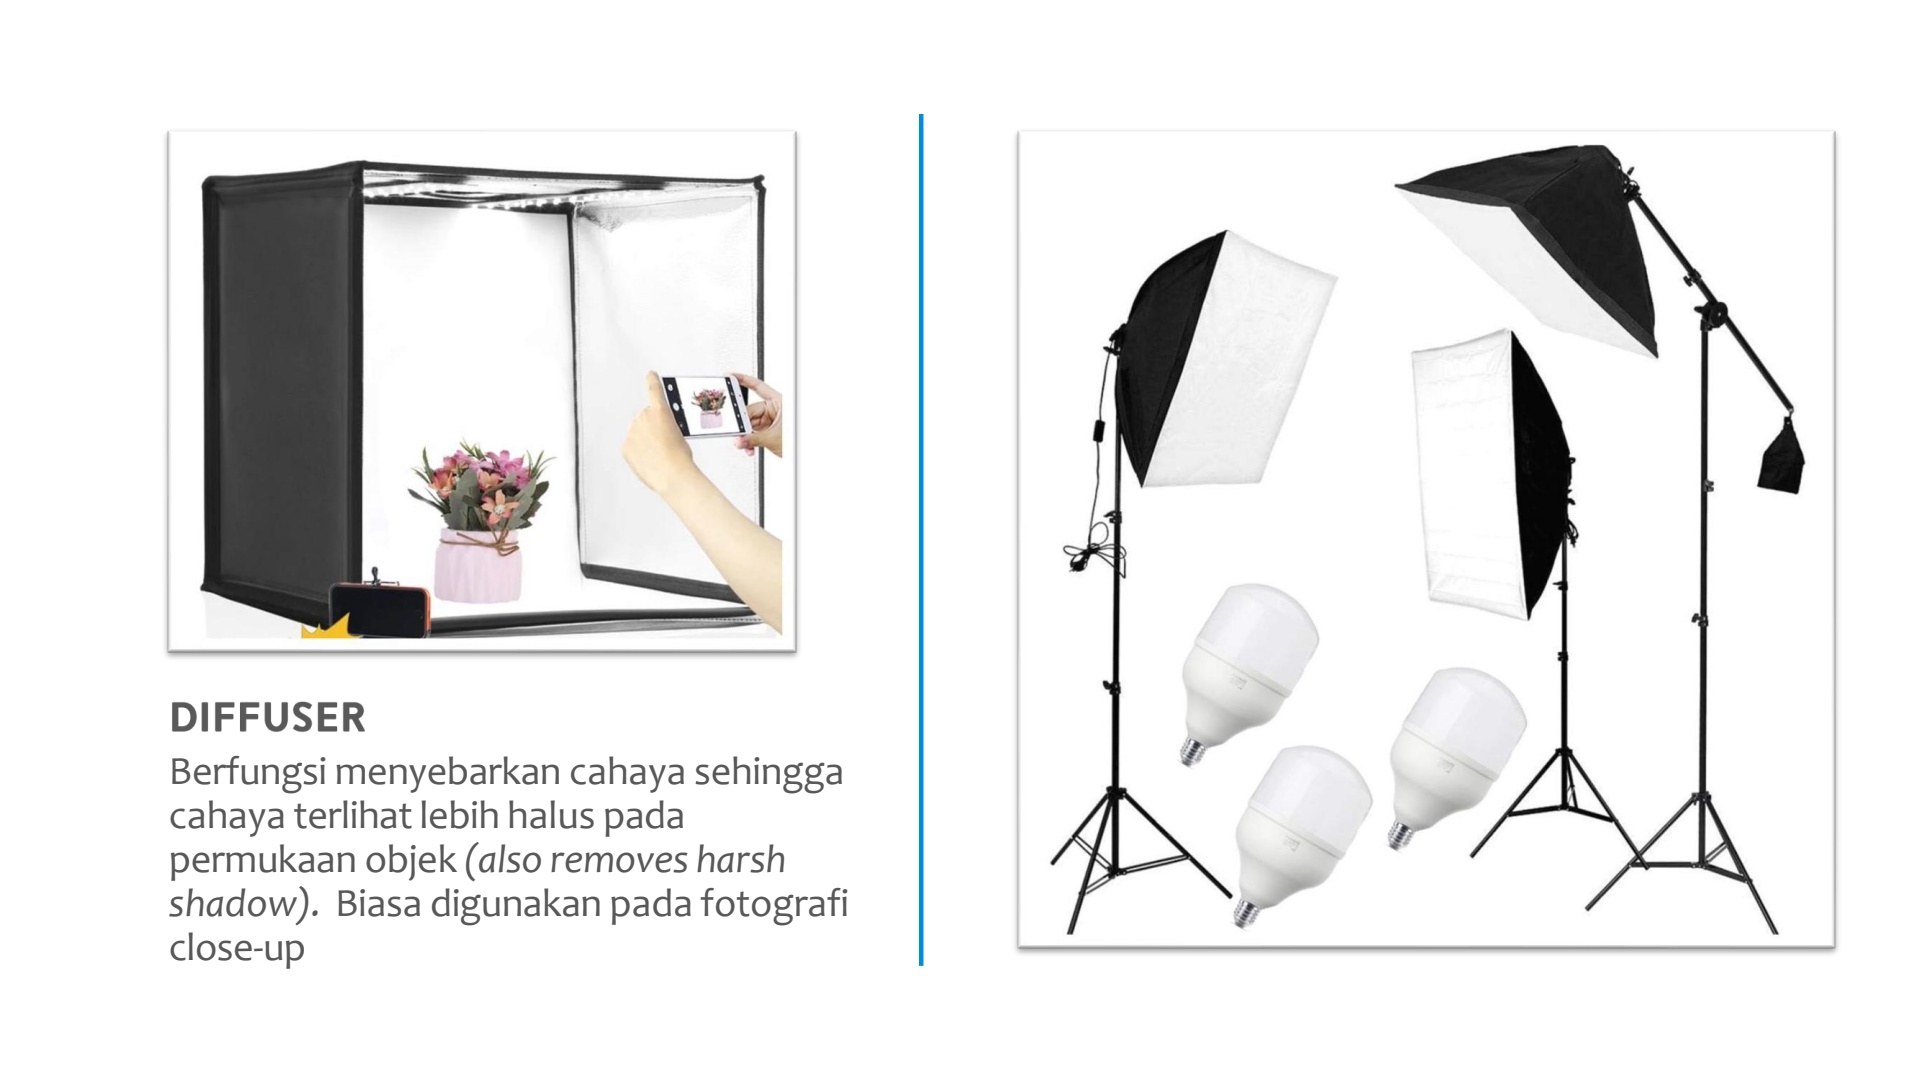 DIFFUSER
Berfungsi menyebarkan cahaya sehingga
cahaya terlihat lebih halus pada
permukaan objek (also removes harsh
shadow).  Biasa digunakan pada fotografi
close-up